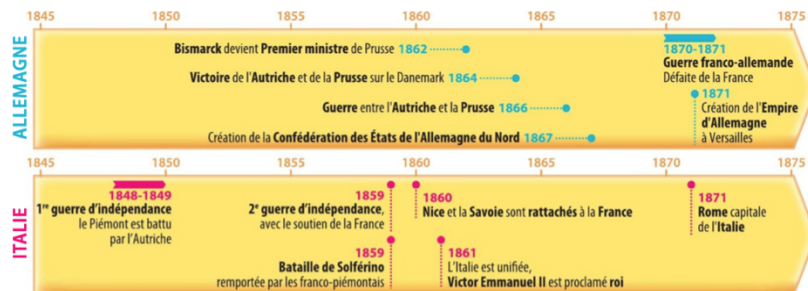 1845 1850 1855 1860 1865 1870 1875
ALLEMAGNE
Bismarck devient Premier ministre de Prusse 1862
Victoire de l'Autriche et de la Prusse sur le Danemark 1864
Guerre entre l'Autriche et la Prusse 1866
Création de la Confédération des États de l'Allemagne du Nord 1867
1870-1871
Guerre franco-allemande
Défaite de la France
1871
Création de l'Empire
d'Allemagne
à Versailles
1845 1850 1855 1860 1865 1870 1875
ITALIE
1848-1849
1re guerre d'indépendance
le Piémont est battu
par l'Autriche
1859
2e guerre d'indépendance,
avec le soutien de la France
1859
Bataille de Solférino
remportée par les franco-piémontais
1860
Nice et la Savoie sont rattachés à la France
1861
L'Italie est unifiée,
Victor Emmanuel II est proclamé roi
1871
Rome capitale
de l'Italie